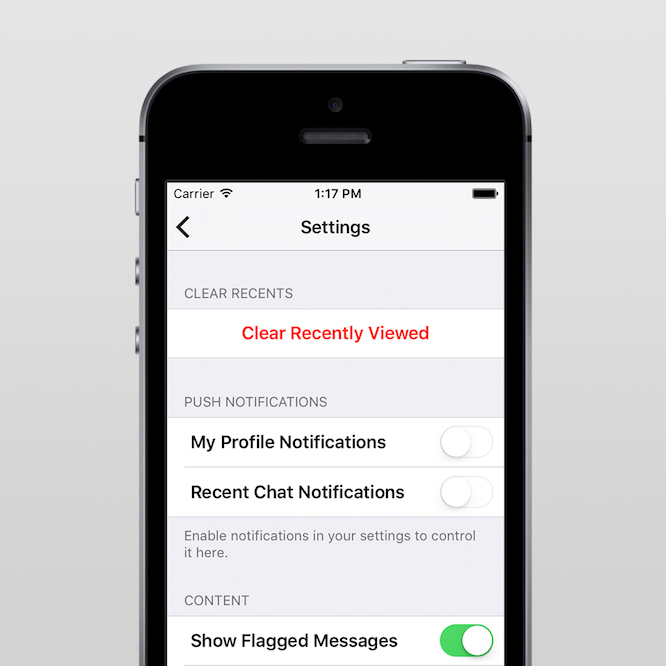 Carrier 1:17 PM
Settings
CLEAR RECENTS
Clear Recently Viewed
PUSH NOTIFICATIONS
My Profile Notifications
Recent Chat Notifications
Enable notifications in your settings to control
it here.
CONTENT
Show Flagged Messages